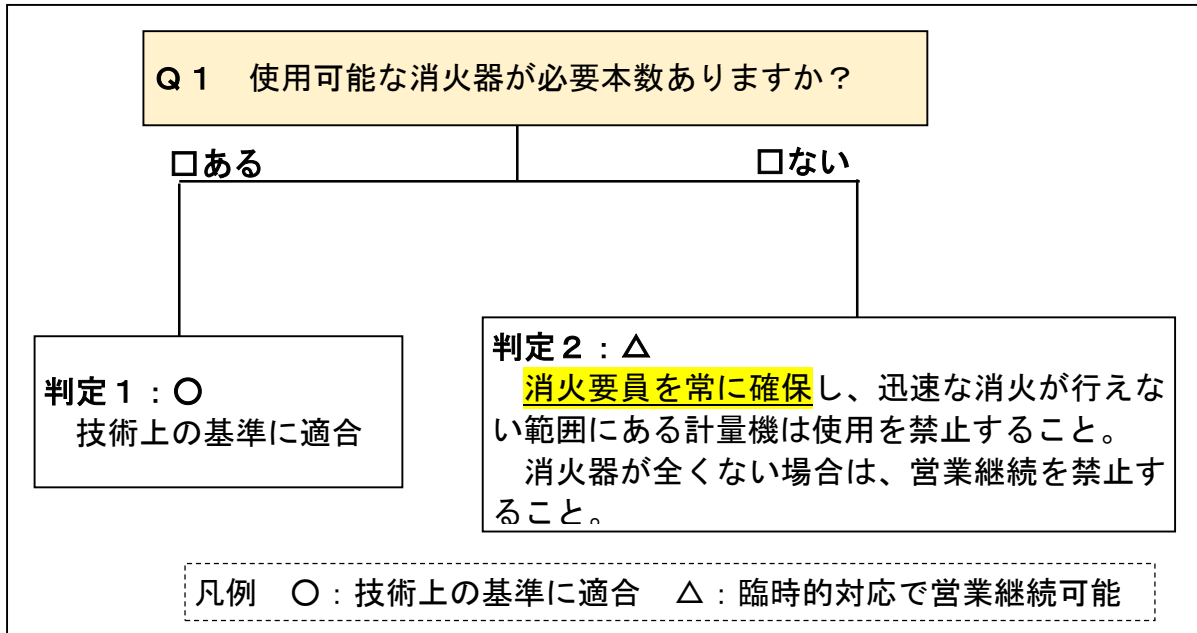 Q1　使用可能な消火器が必要本数ありますか？
□ある
□ない
判定1：○
技術上の基準に適合
判定2：△
消火要員を常に確保し、迅速な消火が行えな
い範囲にある計量機は使用を禁止すること。
消火器が全くない場合は、営業継続を禁止す
ること。
凡例　○：技術上の基準に適合　△：臨時的対応で営業継続可能